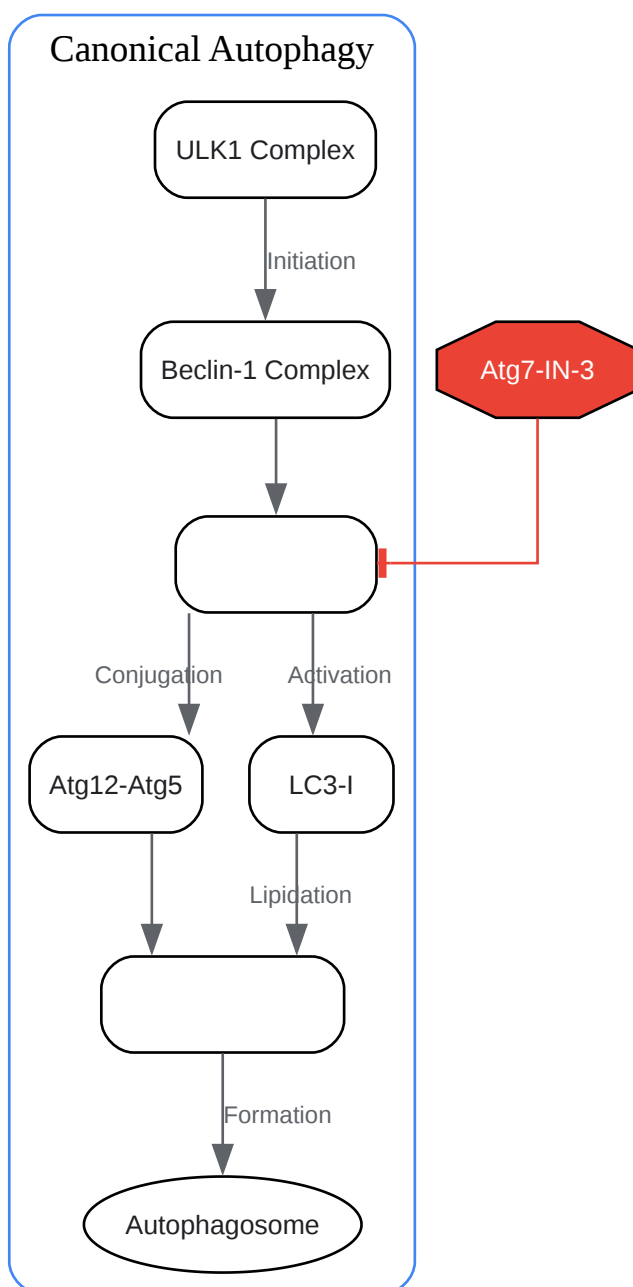 Canonical Autophagy
ULK1 Complex
Initiation
Beclin-1 Complex
Atg7-IN-3
Conjugation
Activation
Atg12-Atg5
LC3-I
Lipidation
Formation
Autophagosome